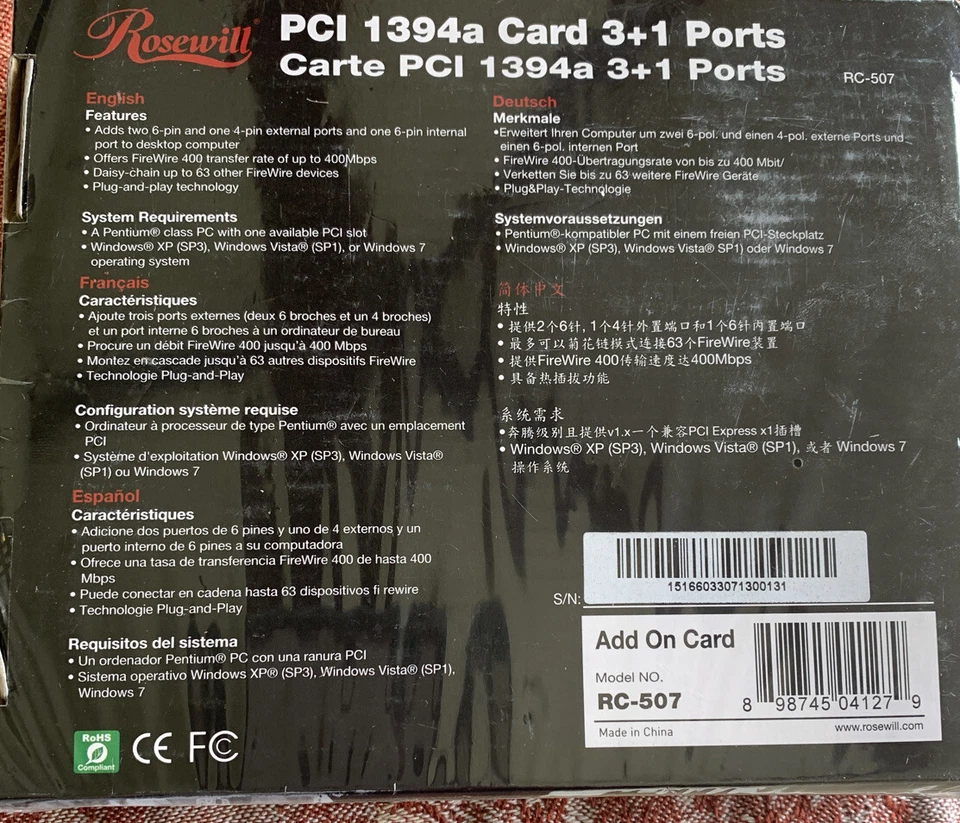 Rosewill®
PCI 1394a Card 3+1 Ports
Carte PCI 1394a 3+1 Ports
RC-507
English
Features
• Adds two 6-pin and one 4-pin external ports and one 6-pin internal
port to desktop computer
• Offers FireWire 400 transfer rate of up to 400Mbps
• Daisy-chain up to 63 other FireWire devices
• Plug-and-play technology
System Requirements
• A Pentium® class PC with one available PCI slot
• Windows® XP (SP3), Windows Vista® (SP1), or Windows 7
operating system
Français
Caractéristiques
• Ajoute trois ports externes (deux 6 broches et un 4 broches)
et un port interne 6 broches à un ordinateur de bureau
• Procure un débit FireWire 400 jusqu'à 400 Mbps
• Montez en cascade jusqu'à 63 autres dispositifs FireWire
• Technologie Plug-and-Play
Configuration système requise
• Ordinateur à processeur de type Pentium® avec un emplacement
PCI
• Système d'exploitation Windows® XP (SP3), Windows Vista®
(SP1) ou Windows 7
Español
Caractéristiques
• Adicione dos puertos de 6 pines y uno de 4 externos y un
puerto interno de 6 pines a su computadora
• Ofrece una tasa de transferencia FireWire 400 de hasta 400
Mbps
• Puede conectar en cadena hasta 63 dispositivos fi rewire
• Technologie Plug-and-Play
Requisitos del sistema
• Un ordenador Pentium® PC con una ranura PCI
• Sistema operativo Windows XP® (SP3), Windows Vista® (SP1),
Windows 7
Deutsch
Merkmale
•Erweitert Ihren Computer um zwei 6-pol. und einen 4-pol. externe Ports und
einen 6-pol. internen Port
• FireWire 400-Übertragungsrate von bis zu 400 Mbit/
• Verketten Sie bis zu 63 weitere FireWire Geräte
• Plug&Play-Technologie
Systemvoraussetzungen
• Pentium®-kompatibler PC mit einem freien PCI-Steckplatz
• Windows® XP (SP3), Windows Vista® SP1) oder Windows 7
简体中文
特性
• 提供2个6针, 1个4针外置端口和1个6针内置端口
• 最多可以菊花链模式连接63个FireWire装置
• 提供FireWire 400传输速度达400Mbps
• 具备热插拔功能
系统需求
• 奔腾级别且提供v1.x一个兼容PCI Express x1插槽
• Windows® XP (SP3), Windows Vista® (SP1), 或者 Windows 7
操作系统
S/N:
15166033071300131
Add On Card
Model NO.
RC-507
8 98745 04127 9
Made in China
www.rosewill.com
RoHS
Compliant
CE FC